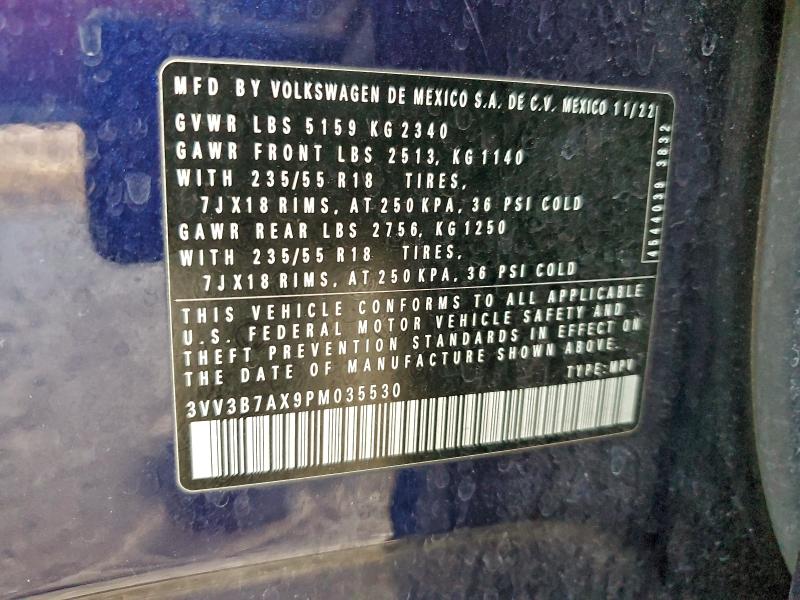 MFD BY VOLKSWAGEN DE MEXICO S.A. DE C.V. MEXICO 11/22
GVWR LBS 5159 KG 2340
GAWR FRONT LBS 2513, KG 1140
WITH 235/55 R18 TIRES,
7JX18 RIMS, AT 250 KPA, 36 PSI COLD
GAWR REAR LBS 2756, KG 1250
WITH 235/55 R18 TIRES,
7JX18 RIMS, AT 250 KPA, 36 PSI COLD
4644039 3832
THIS VEHICLE CONFORMS TO ALL APPLICABLE
U.S. FEDERAL MOTOR VEHICLE SAFETY AND
THEFT PREVENTION STANDARDS IN EFFECT ON
THE DATE OF MANUFACTURE SHOWN ABOVE.
TYPE:MPV
3VV3B7AX9PM035530